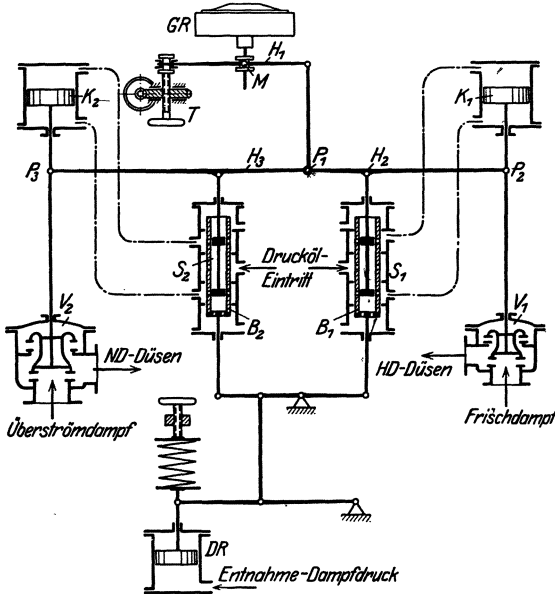 GR
H₁
M
T
K₂
K₁
P₃
H₃
P₁
H₂
P₂
S₂
Drucköl-
Eintritt
S₁
B₂
B₁
V₂
V₁
ND-Düsen
HD-Düsen
Überströmdampf
Frischdampf
DR
Entnahme-Dampfdruck